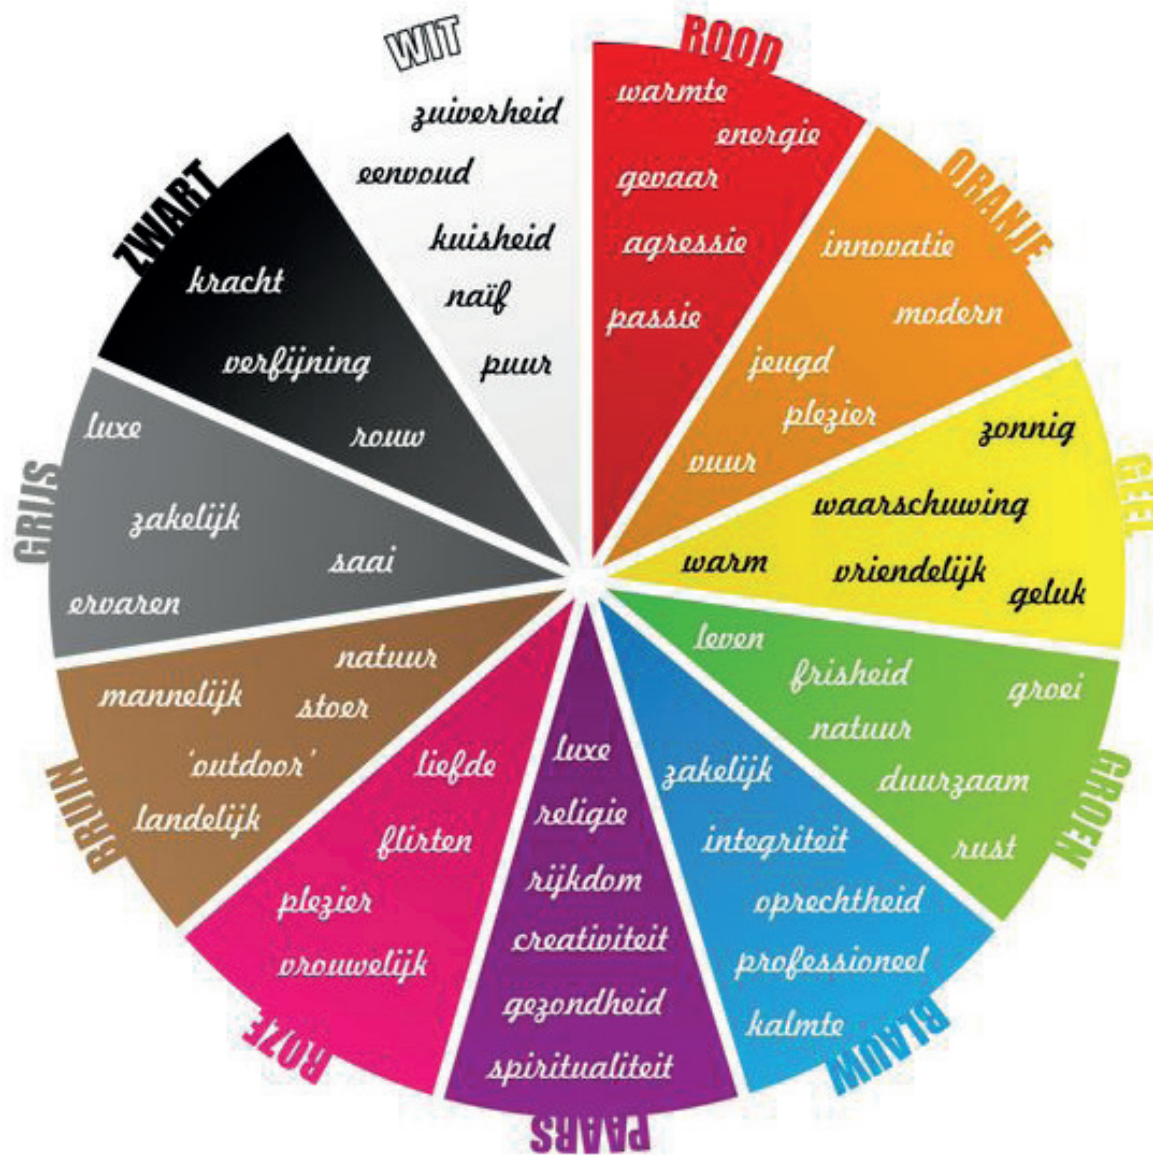 WIT
zuiverheid
eenvoud
kuisheid
naïf
puur
ROOD
warmte
energie
gevaar
agressie
passie
ORANJE
innovatie
modern
jeugd
plezier
vuur
GEEL
zonnig
waarschuwing
warm
vriendelijk
geluk
GROEN
leven
frisheid
groei
natuur
duurzaam
rust
BLAUW
zakelijk
integriteit
oprechtheid
professioneel
kalmte
PAARS
luxe
religie
rijkdom
creativiteit
gezondheid
spiritualiteit
ROZE
liefde
flirten
plezier
vrouwelijk
BRUIN
natuur
mannelijk
stoer
'outdoor'
landelijk
GRIJS
luxe
zakelijk
saai
ervaren
ZWART
kracht
verfijning
rouw